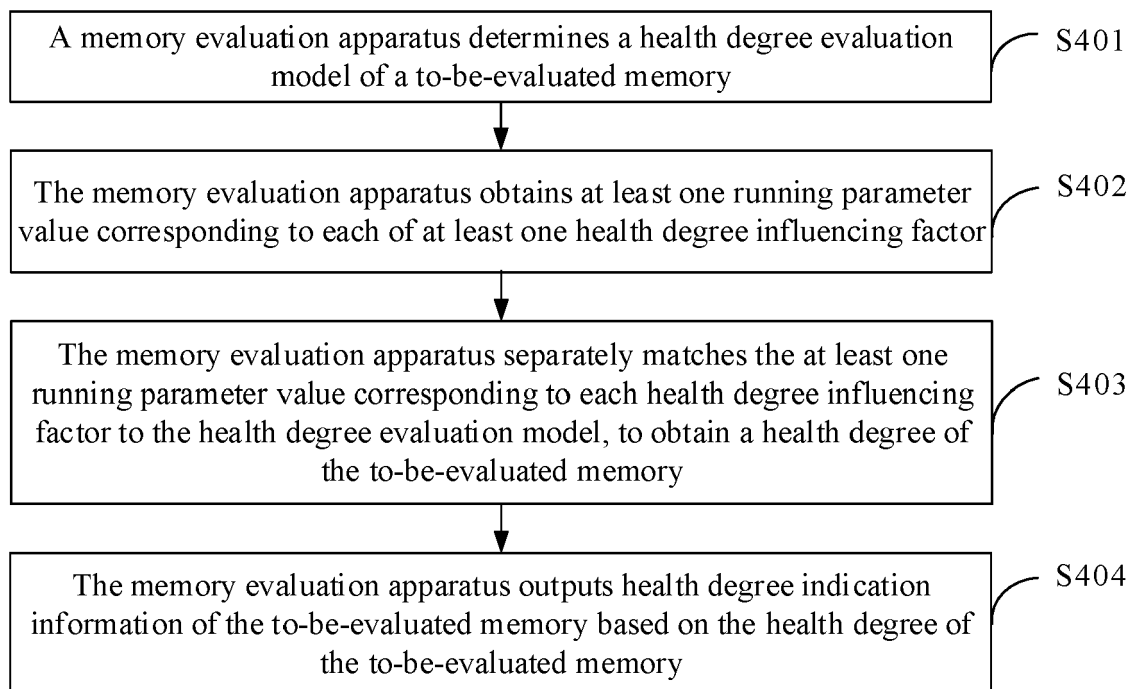 A memory evaluation apparatus determines a health degree evaluation
model of a to-be-evaluated memory
S401
The memory evaluation apparatus obtains at least one running parameter
value corresponding to each of at least one health degree influencing factor
S402
The memory evaluation apparatus separately matches the at least one
running parameter value corresponding to each health degree influencing
factor to the health degree evaluation model, to obtain a health degree of
the to-be-evaluated memory
S403
The memory evaluation apparatus outputs health degree indication
information of the to-be-evaluated memory based on the health degree of
the to-be-evaluated memory
S404